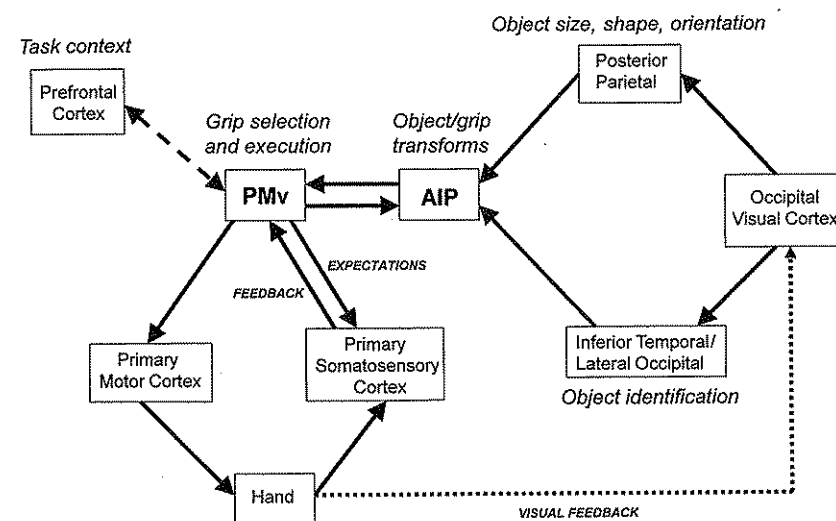 Task context
Prefrontal
Cortex
Grip selection
and execution
PMv
Object/grip
transforms
AIP
Object size, shape, orientation
Posterior
Parietal
Occipital
Visual Cortex
EXPECTATIONS
FEEDBACK
Primary
Motor Cortex
Primary
Somatosensory
Cortex
Inferior Temporal/
Lateral Occipital
Object identification
Hand
VISUAL FEEDBACK